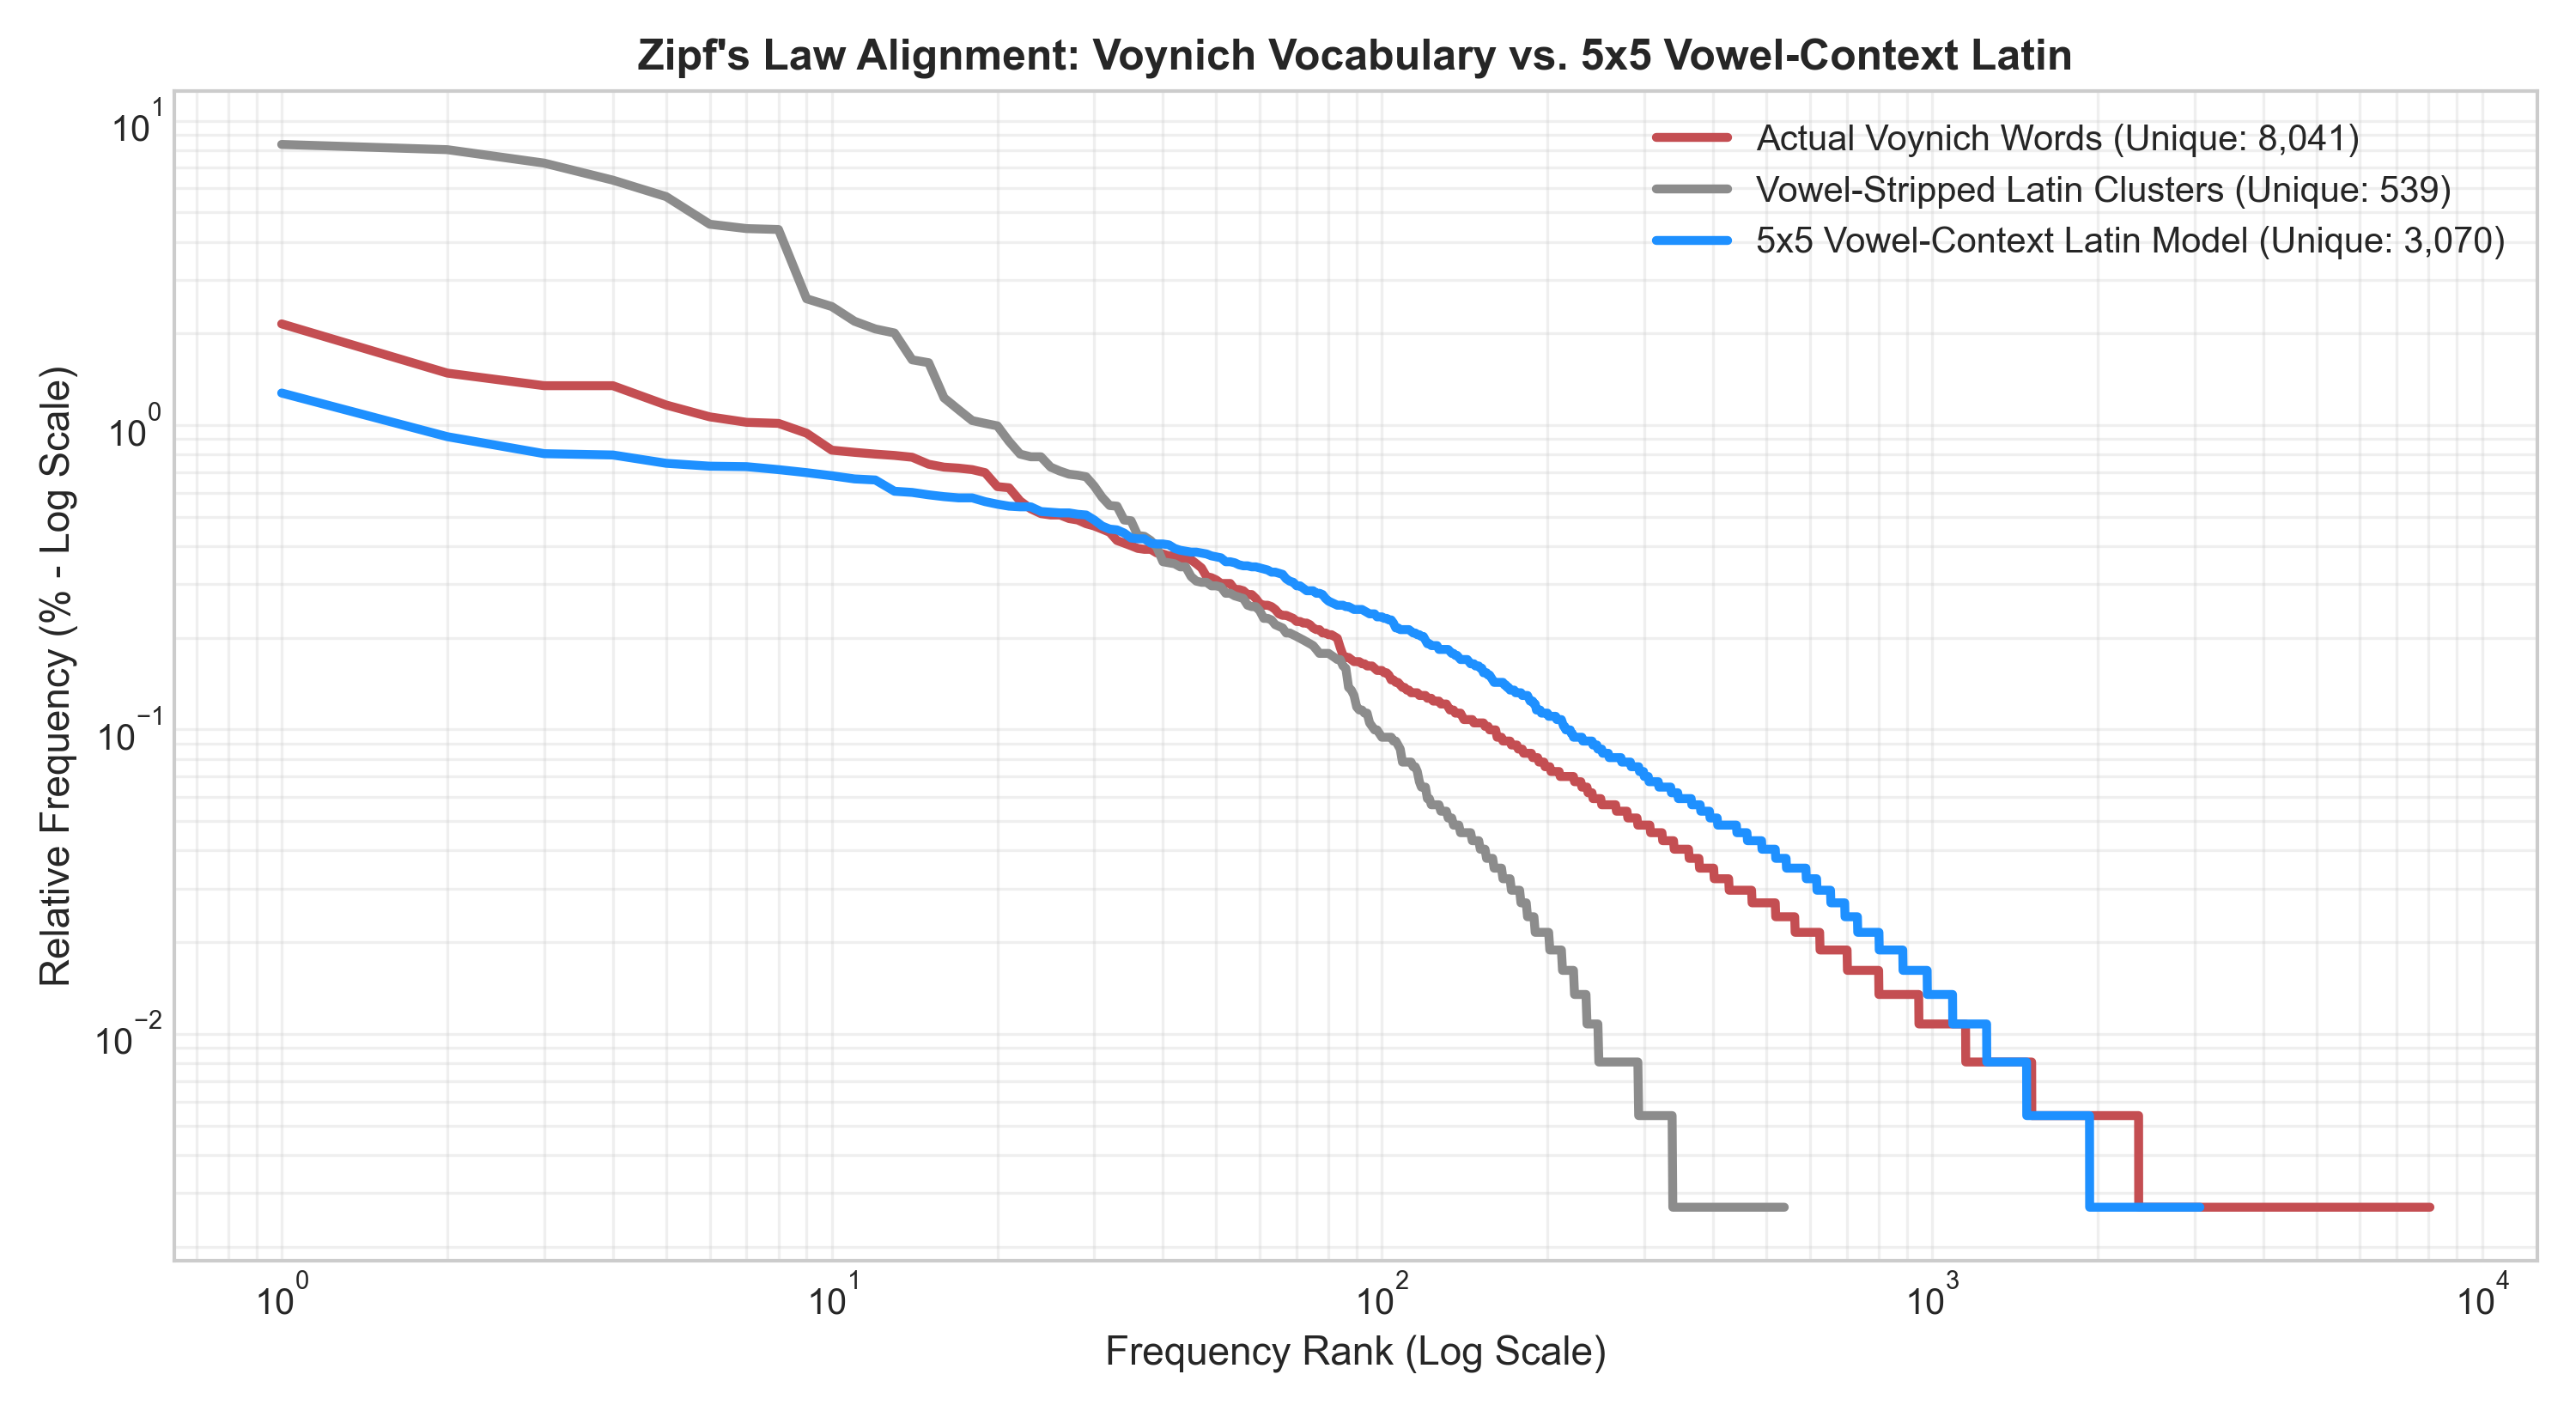 Zipf's Law Alignment: Voynich Vocabulary vs. 5x5 Vowel-Context Latin
Actual Voynich Words (Unique: 8,041)
Vowel-Stripped Latin Clusters (Unique: 539)
5x5 Vowel-Context Latin Model (Unique: 3,070)
Relative Frequency (% - Log Scale)
10^1
10^0
10^−1
10^−2
10^0 10^1 10^2 10^3 10^4
Frequency Rank (Log Scale)